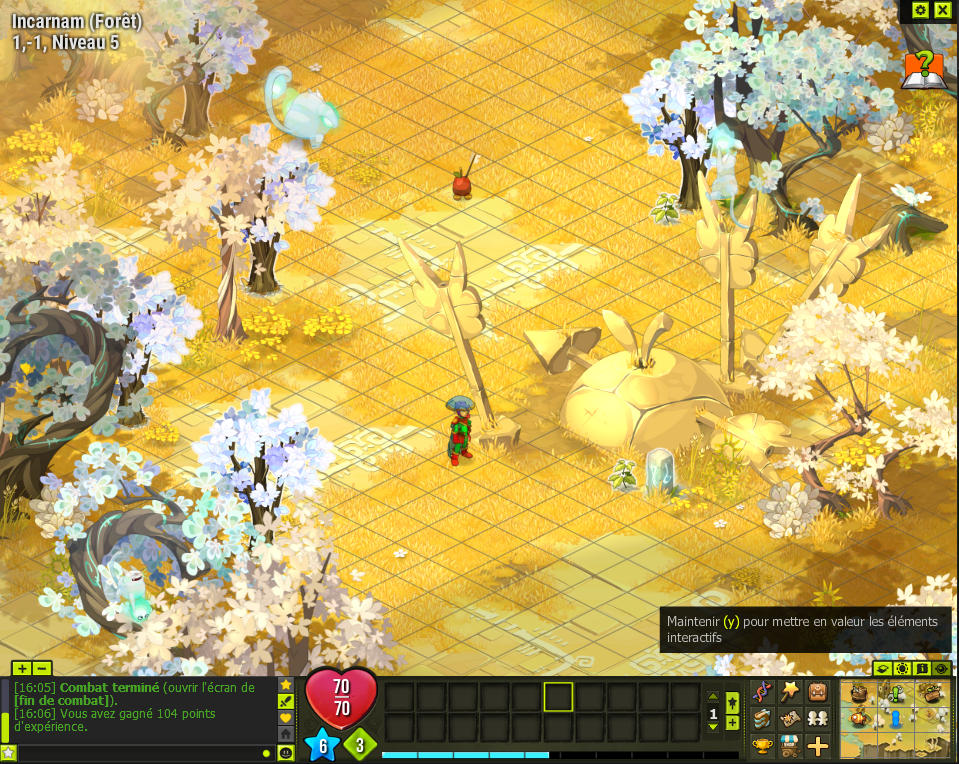 Incarnam (Forêt)
1,-1, Niveau 5
?
Maintenir (y) pour mettre en valeur les éléments
interactifs
[16:05] Combat terminé (ouvrir l'écran de
[fin de combat]).
[16:06] Vous avez gagné 104 points
d'expérience.
70
70
6
3
1
SHOP